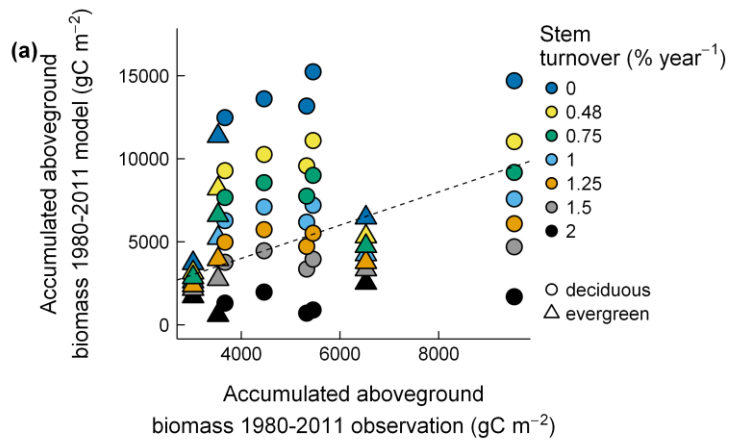 (a)
Accumulated aboveground
biomass 1980-2011 model (gC m⁻²)
15000
10000
5000
0
4000
6000
8000
Accumulated aboveground
biomass 1980-2011 observation (gC m⁻²)
Stem
turnover (% year⁻¹)
0
0.48
0.75
1
1.25
1.5
2
deciduous
evergreen